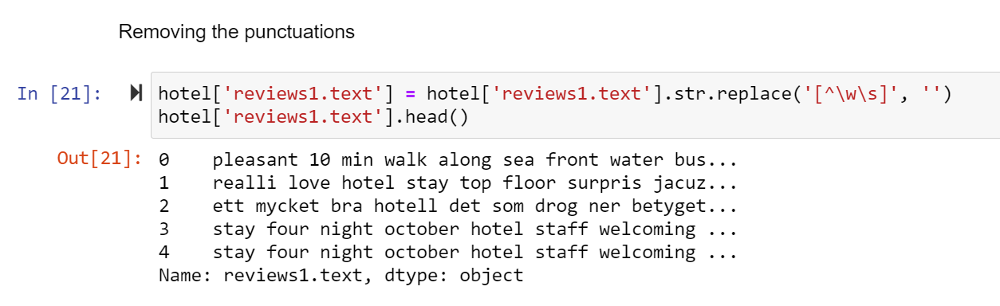 Removing the punctuations
In [21]: hotel['reviews1.text'] = hotel['reviews1.text'].str.replace('[^\w\s]', '')
hotel['reviews1.text'].head()
Out[21]: 0    pleasant 10 min walk along sea front water bus...
1    realli love hotel stay top floor surpris jacuz...
2    ett mycket bra hotell det som drog ner betyget...
3    stay four night october hotel staff welcoming ...
4    stay four night october hotel staff welcoming ...
Name: reviews1.text, dtype: object